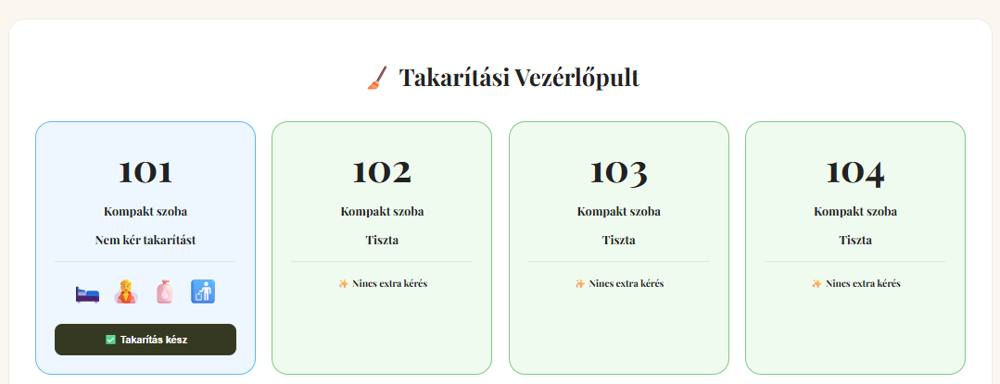 Takarítási Vezérlőpult
101
Kompakt szoba
Nem kér takarítást
Takarítás kész
102
Kompakt szoba
Tiszta
Nincs extra kérés
103
Kompakt szoba
Tiszta
Nincs extra kérés
104
Kompakt szoba
Tiszta
Nincs extra kérés